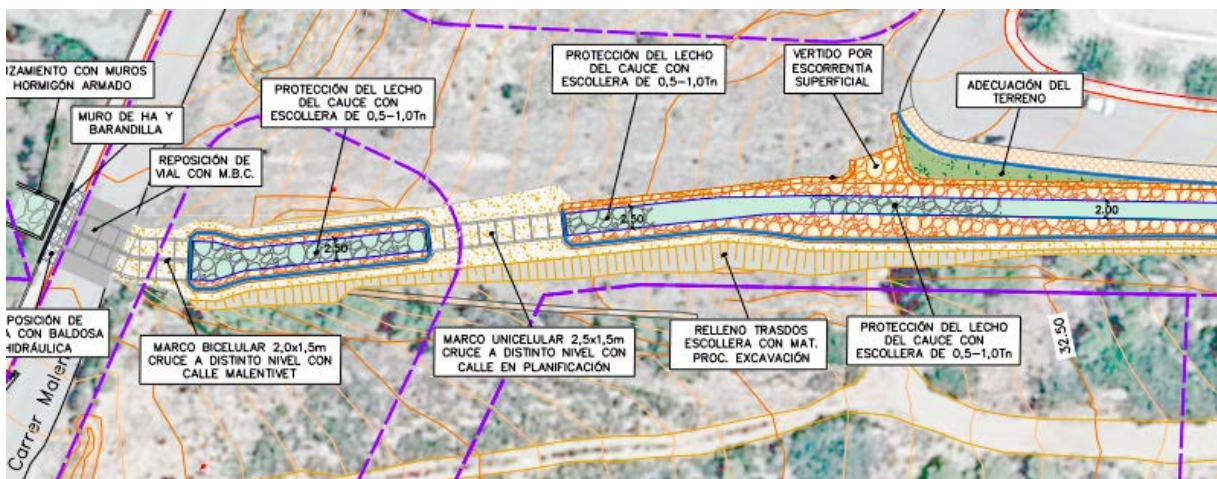 PROTECCIÓN DEL LECHO
DEL CAUCE CON
ESCOLLERA DE 0,5-1,0Tn
VERTIDO POR
ESCORRENTÍA
SUPERFICIAL
IZAMIENTO CON MUROS
HORMIGÓN ARMADO
PROTECCIÓN DEL LECHO
DEL CAUCE CON
ESCOLLERA DE 0,5-1,0Tn
ADECUACIÓN DEL
TERRENO
MURO DE HA Y
BARANDILLA
REPOSICIÓN DE
VIAL CON M.B.C.
2.50
2.50
2.00
POSICIÓN DE
A CON BALDOSA
HIDRÁULICA
MARCO BICELULAR 2,0x1,5m
CRUCE A DISTINTO NIVEL CON
CALLE MALENTIVET
MARCO UNICELULAR 2,5x1,5m
CRUCE A DISTINTO NIVEL CON
CALLE EN PLANIFICACIÓN
RELLENO TRASDOS
ESCOLLERA CON MAT.
PROC. EXCAVACIÓN
PROTECCIÓN DEL LECHO
DEL CAUCE CON
ESCOLLERA DE 0,5-1,0Tn
32.50
Carrer Malen